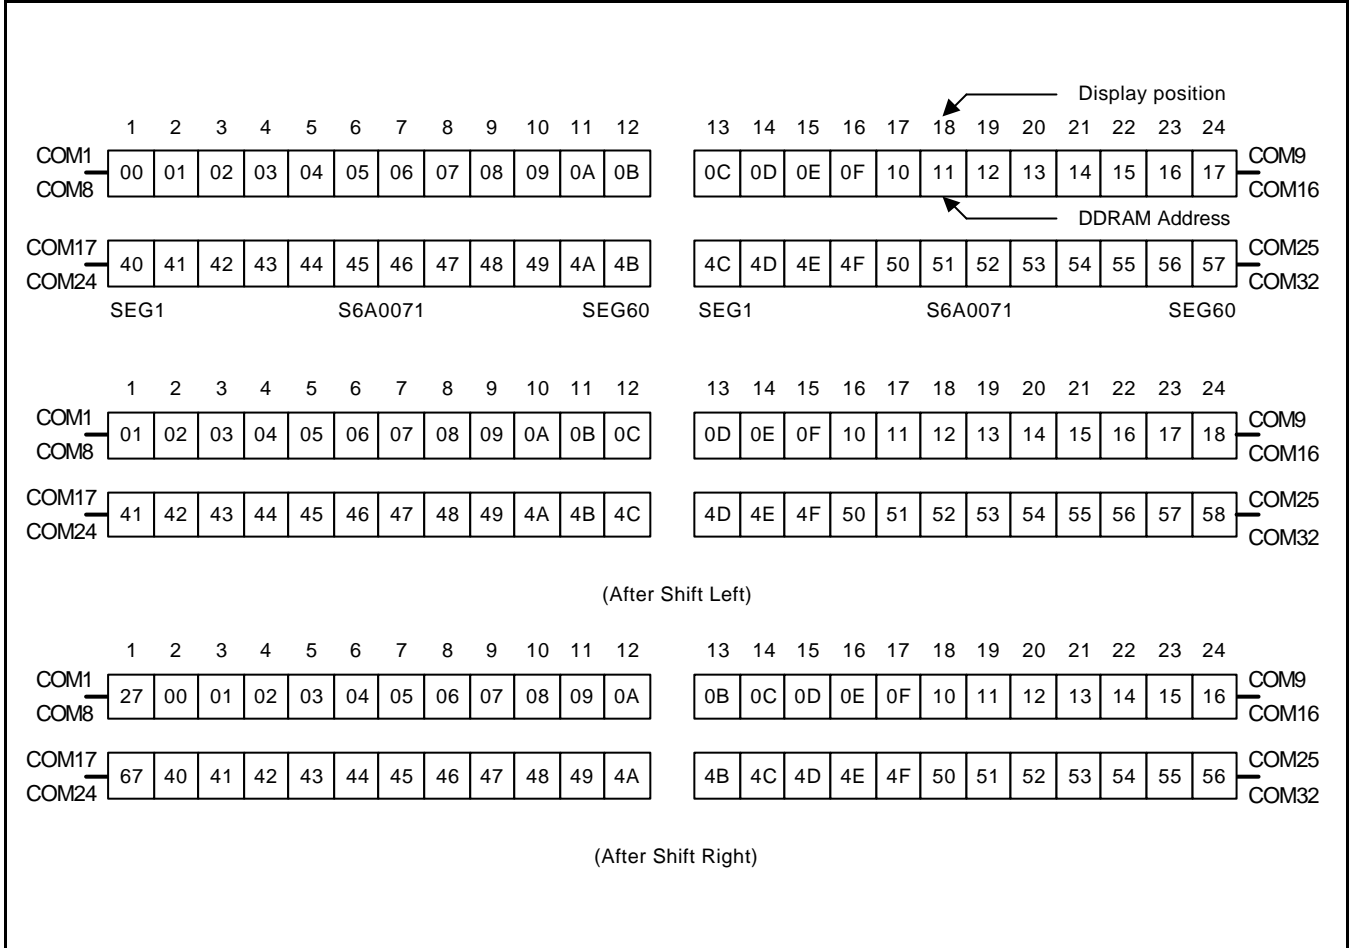 Display position
1 2 3 4 5 6 7 8 9 10 11 12 13 14 15 16 17 18 19 20 21 22 23 24
COM1 COM9
00 01 02 03 04 05 06 07 08 09 0A 0B 0C 0D 0E 0F 10 11 12 13 14 15 16 17
COM8 COM16
DDRAM Address
COM17 COM25
40 41 42 43 44 45 46 47 48 49 4A 4B 4C 4D 4E 4F 50 51 52 53 54 55 56 57
COM24 COM32
SEG1 S6A0071 SEG60 SEG1 S6A0071 SEG60
1 2 3 4 5 6 7 8 9 10 11 12 13 14 15 16 17 18 19 20 21 22 23 24
COM1 COM9
01 02 03 04 05 06 07 08 09 0A 0B 0C 0D 0E 0F 10 11 12 13 14 15 16 17 18
COM8 COM16
COM17 COM25
41 42 43 44 45 46 47 48 49 4A 4B 4C 4D 4E 4F 50 51 52 53 54 55 56 57 58
COM24 COM32
(After Shift Left)
1 2 3 4 5 6 7 8 9 10 11 12 13 14 15 16 17 18 19 20 21 22 23 24
COM1 COM9
27 00 01 02 03 04 05 06 07 08 09 0A 0B 0C 0D 0E 0F 10 11 12 13 14 15 16
COM8 COM16
COM17 COM25
67 40 41 42 43 44 45 46 47 48 49 4A 4B 4C 4D 4E 4F 50 51 52 53 54 55 56
COM24 COM32
(After Shift Right)